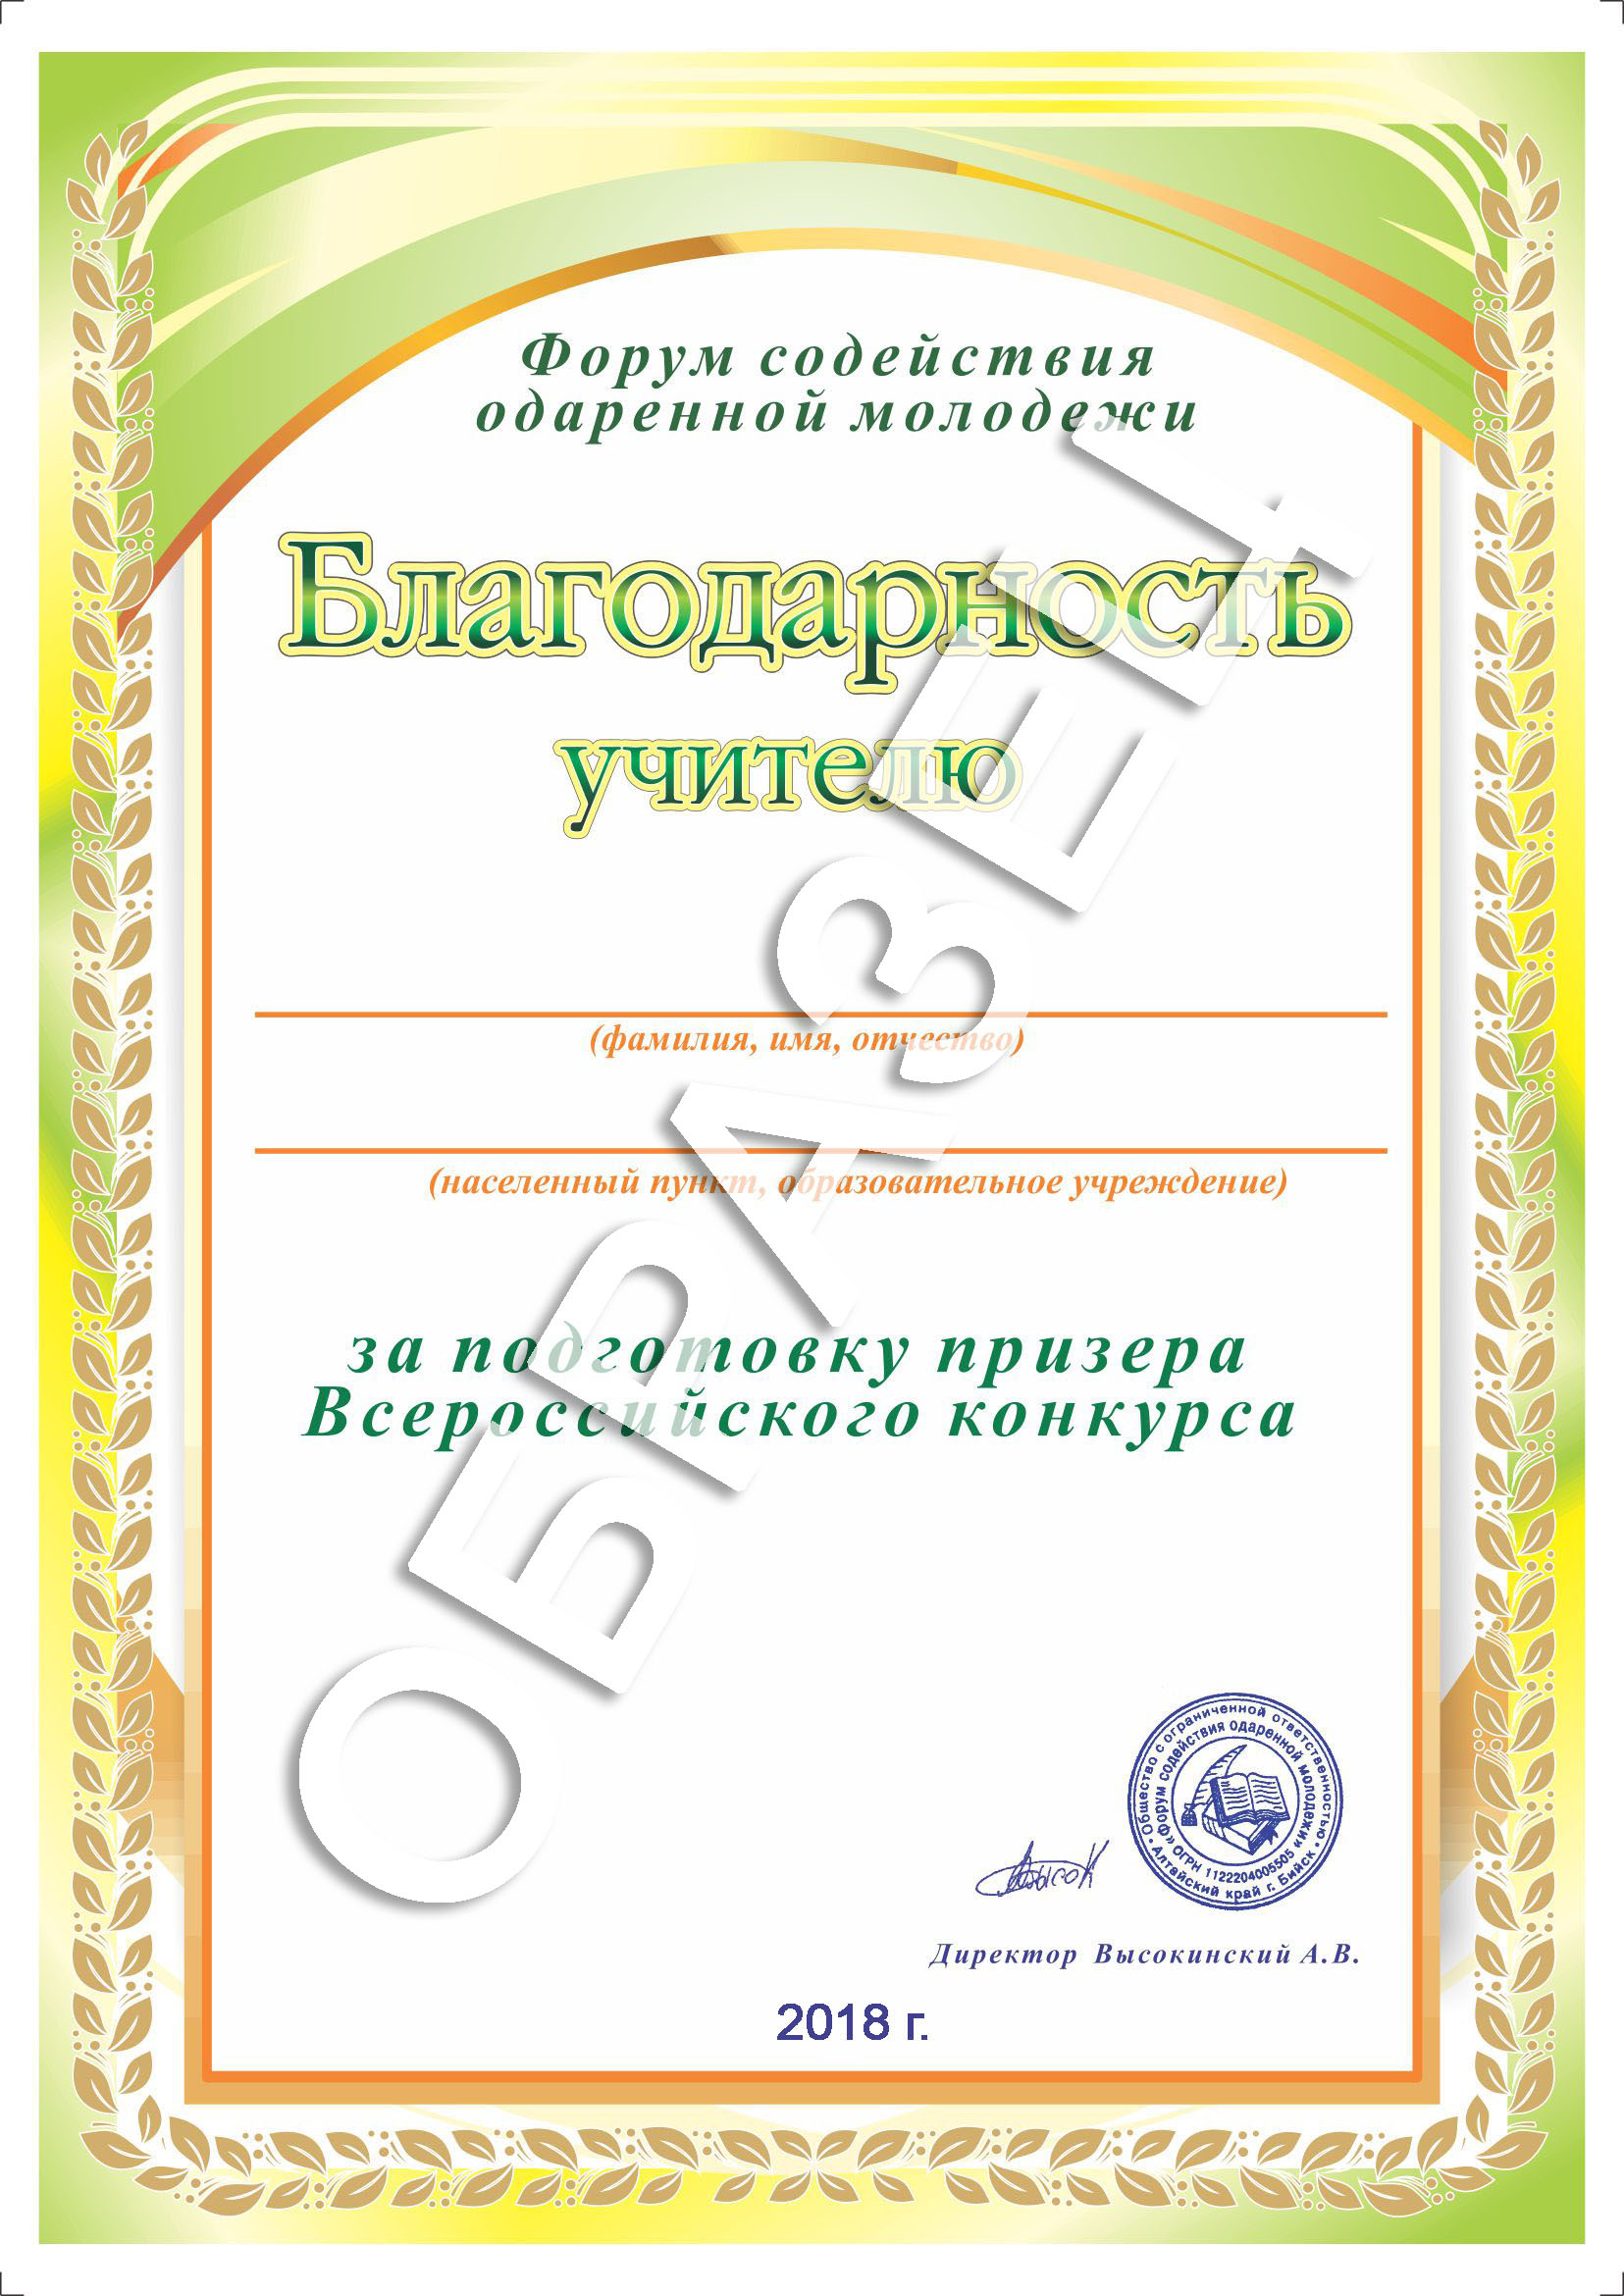 Форум содействия
одаренной молодежи
Благодарность
учителю
(фамилия, имя, отчество)
(населенный пункт, образовательное учреждение)
за подготовку призера
Всероссийского конкурса
ОБРАЗЕЦ
Общество с ограниченной ответственностью
«Форум содействия одаренной молодежи»
ОГРН 1122204005505
Алтайский край г. Бийск
Директор Высокинский А.В.
2018 г.